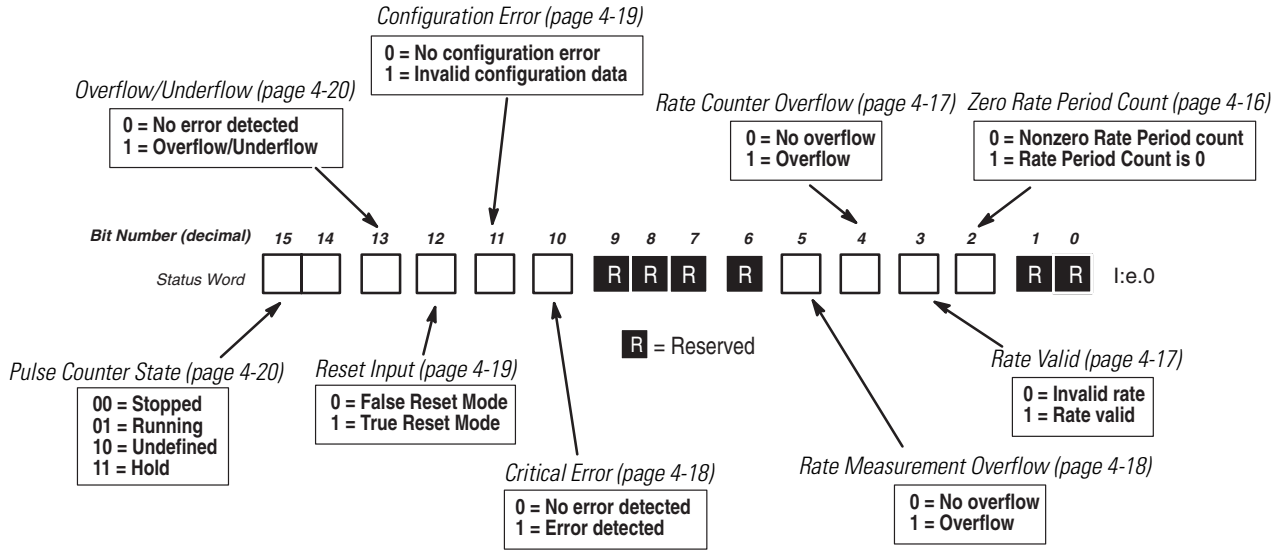 Configuration Error (page 4-19)
0 = No configuration error
1 = Invalid configuration data
Overflow/Underflow (page 4-20)
0 = No error detected
1 = Overflow/Underflow
Rate Counter Overflow (page 4-17)
0 = No overflow
1 = Overflow
Zero Rate Period Count (page 4-16)
0 = Nonzero Rate Period count
1 = Rate Period Count is 0
Bit Number (decimal) 15 14 13 12 11 10 9 8 7 6 5 4 3 2 1 0
Status Word R R R R R R I:e.0
R = Reserved
Pulse Counter State (page 4-20)
00 = Stopped
01 = Running
10 = Undefined
11 = Hold
Reset Input (page 4-19)
0 = False Reset Mode
1 = True Reset Mode
Rate Valid (page 4-17)
0 = Invalid rate
1 = Rate valid
Critical Error (page 4-18)
0 = No error detected
1 = Error detected
Rate Measurement Overflow (page 4-18)
0 = No overflow
1 = Overflow